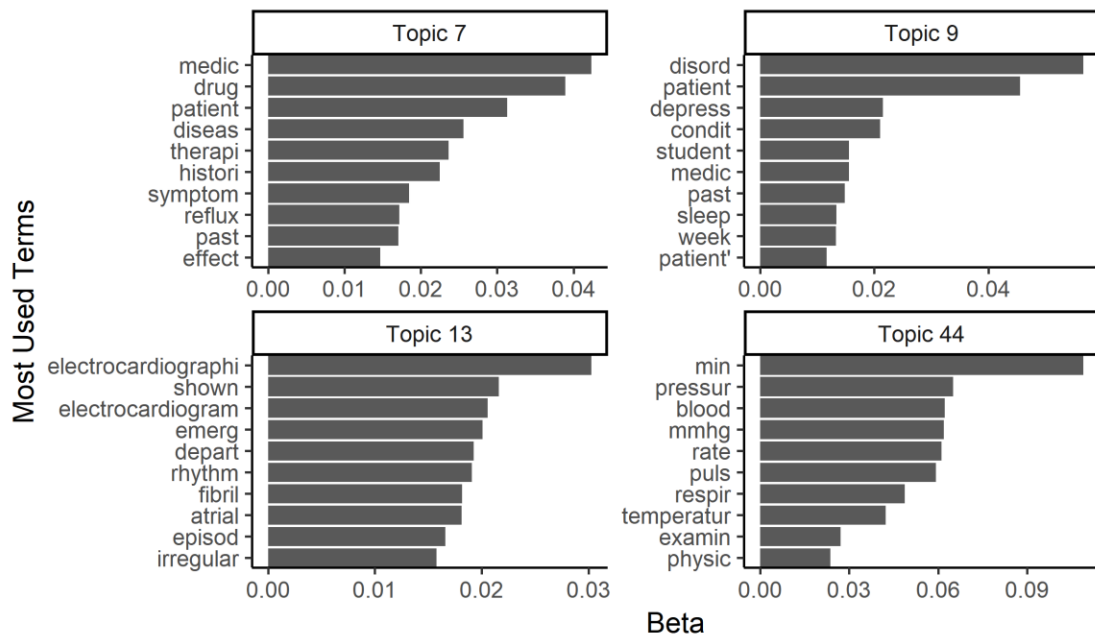 Topic 7
medic
drug
patient
diseas
therapi
histori
symptom
reflux
past
effect
0.00 0.01 0.02 0.03 0.04
Topic 9
disord
patient
depress
condit
student
medic
past
sleep
week
patient'
0.00 0.02 0.04
Topic 13
electrocardiographi
shown
electrocardiogram
emerg
depart
rhythm
fibril
atrial
episod
irregular
0.00 0.01 0.02 0.03
Topic 44
min
pressur
blood
mmhg
rate
puls
respir
temperatur
examin
physic
0.00 0.03 0.06 0.09
Most Used Terms
Beta